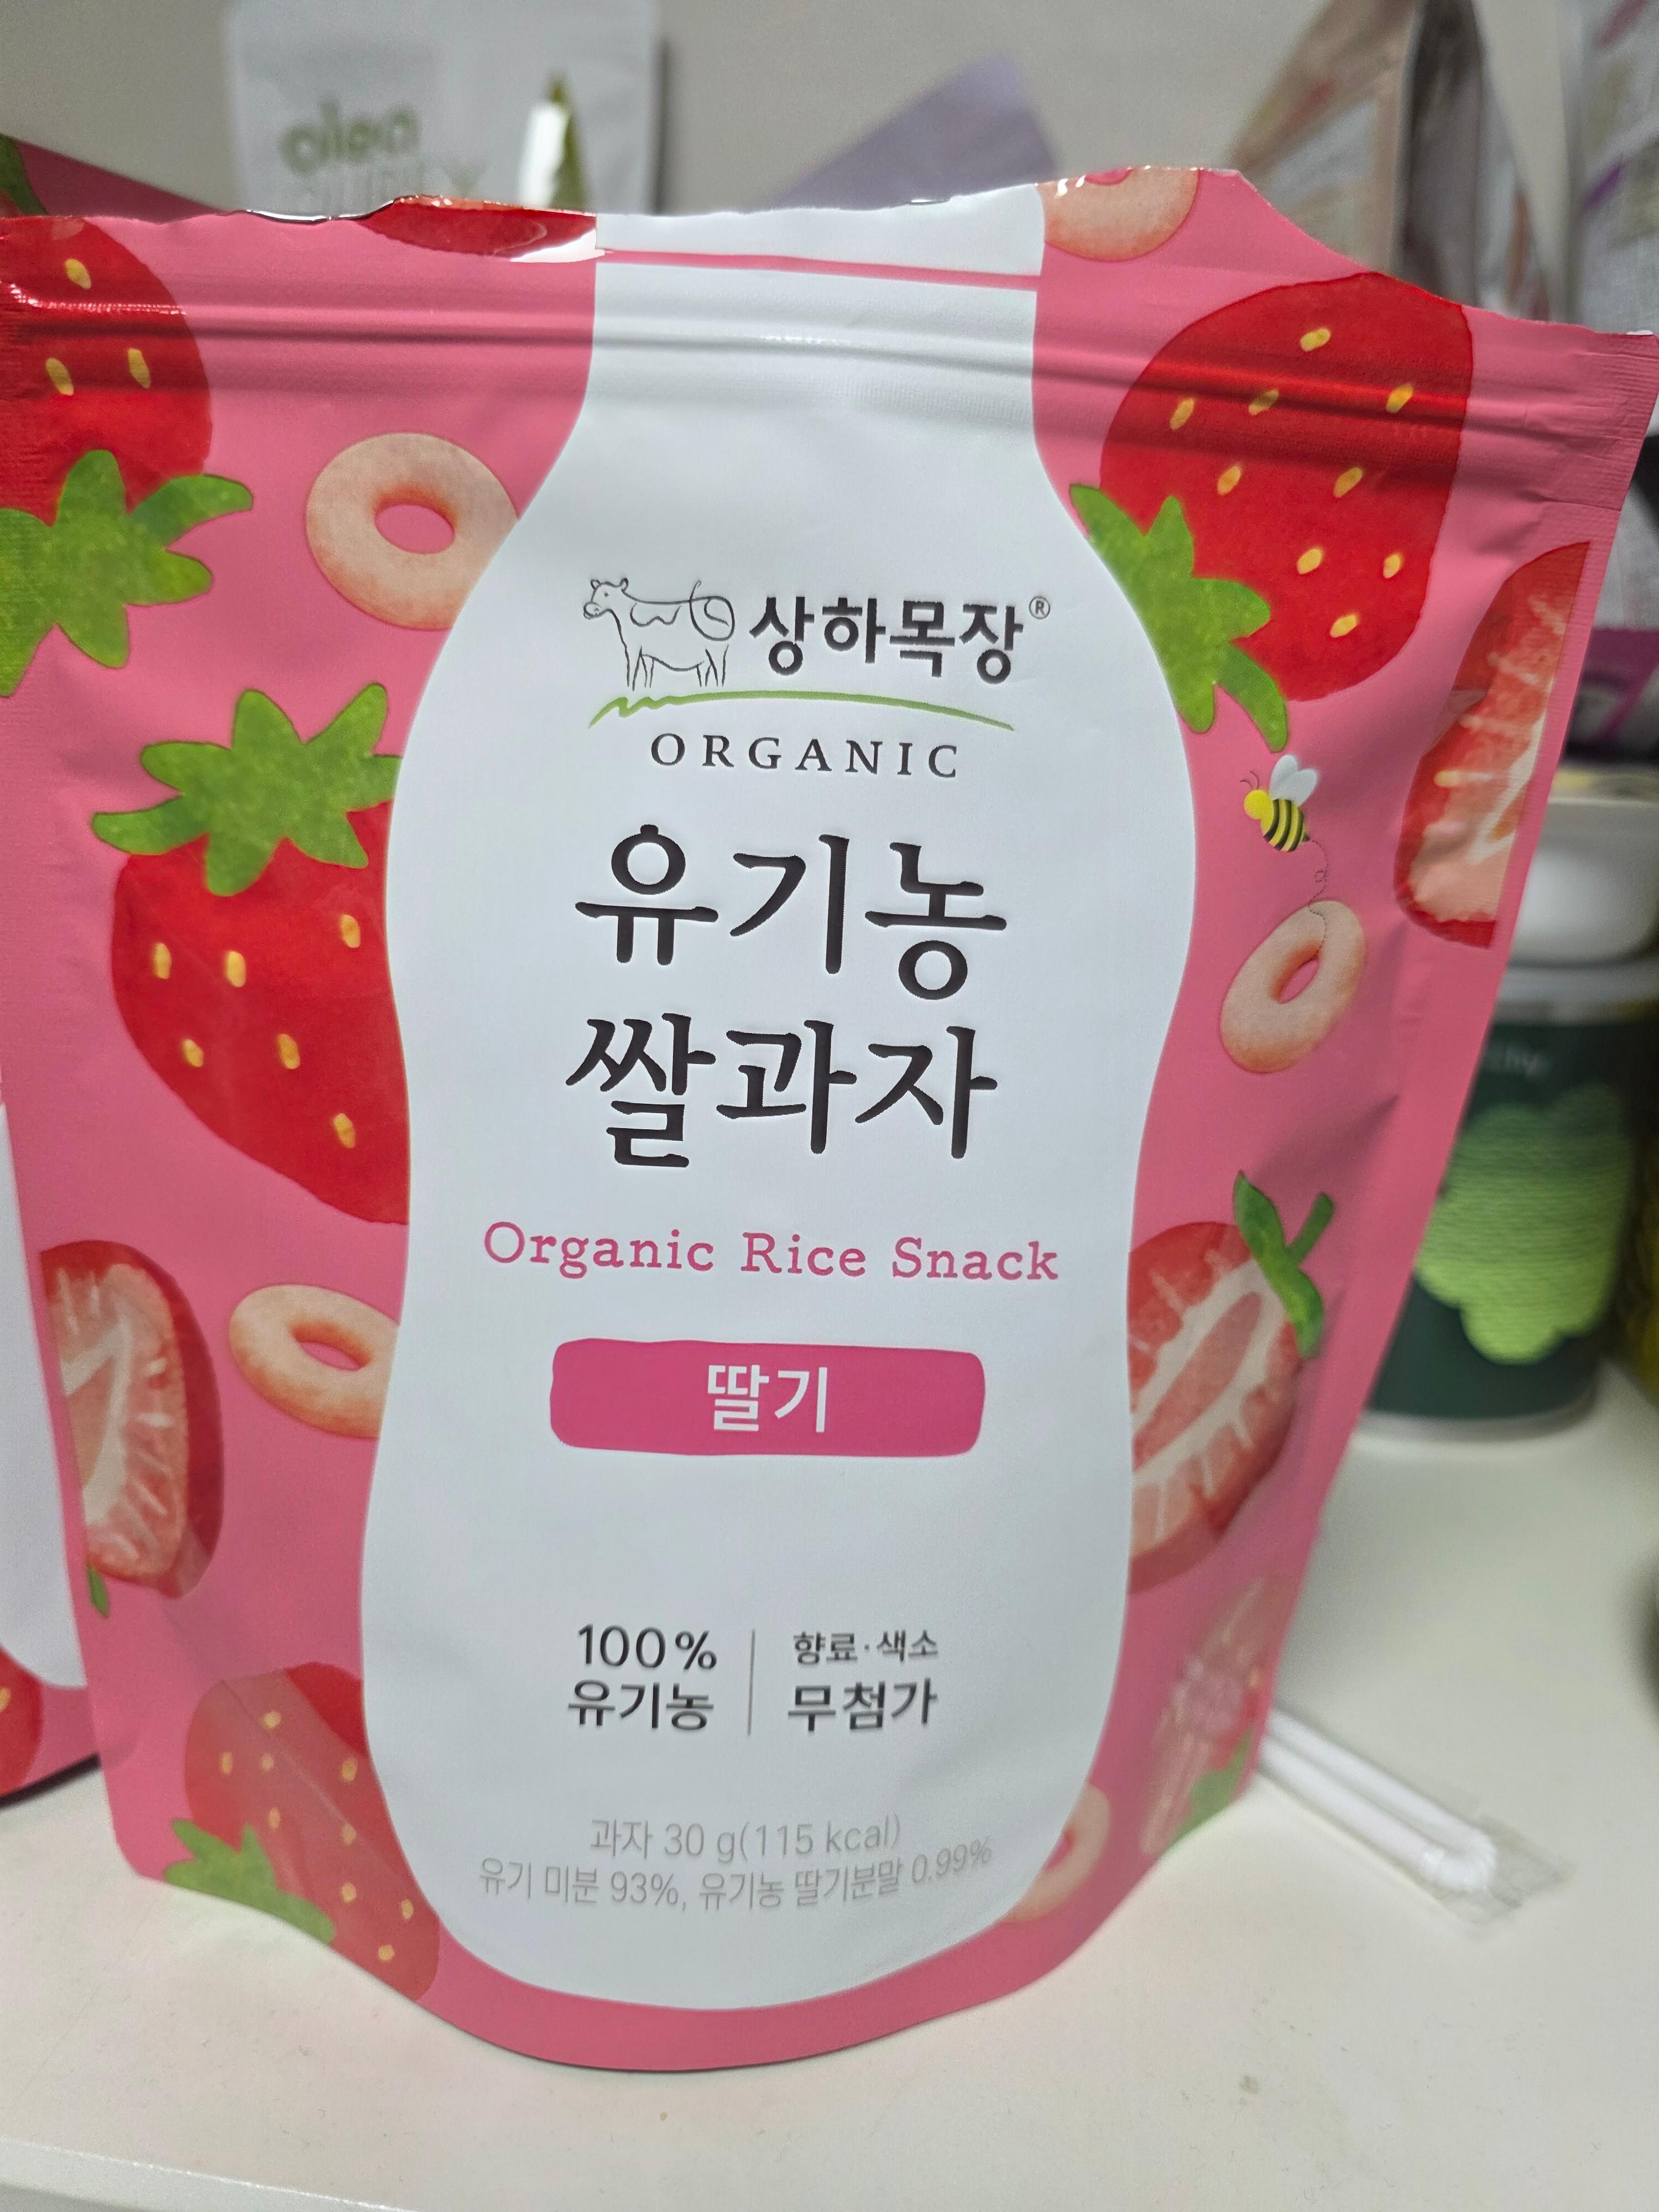 olea
상하목장®
ORGANIC
유기농
쌀과자
Organic Rice Snack
딸기
100%
유기농
향료·색소
무첨가
과자 30 g(115 kcal)
유기 미분 93%, 유기농 딸기분말 0.99%